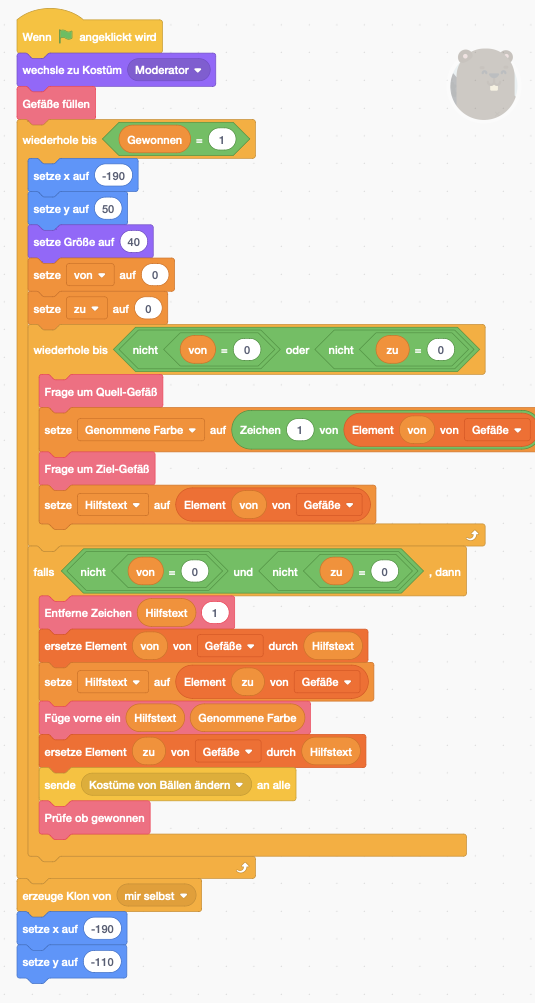 Wenn angeklickt wird
wechsle zu Kostüm Moderator
Gefäße füllen
wiederhole bis Gewonnen = 1
setze x auf -190
setze y auf 50
setze Größe auf 40
setze von auf 0
setze zu auf 0
wiederhole bis nicht von = 0 oder nicht zu = 0
Frage um Quell-Gefäß
setze Genommene Farbe auf Zeichen 1 von Element von von Gefäße
Frage um Ziel-Gefäß
setze Hilfstext auf Element von von Gefäße
falls nicht von = 0 und nicht zu = 0 , dann
Entferne Zeichen Hilfstext 1
ersetze Element von von Gefäße durch Hilfstext
setze Hilfstext auf Element zu von Gefäße
Füge vorne ein Hilfstext Genommene Farbe
ersetze Element zu von Gefäße durch Hilfstext
sende Kostüme von Bällen ändern an alle
Prüfe ob gewonnen
erzeuge Klon von mir selbst
setze x auf -190
setze y auf -110